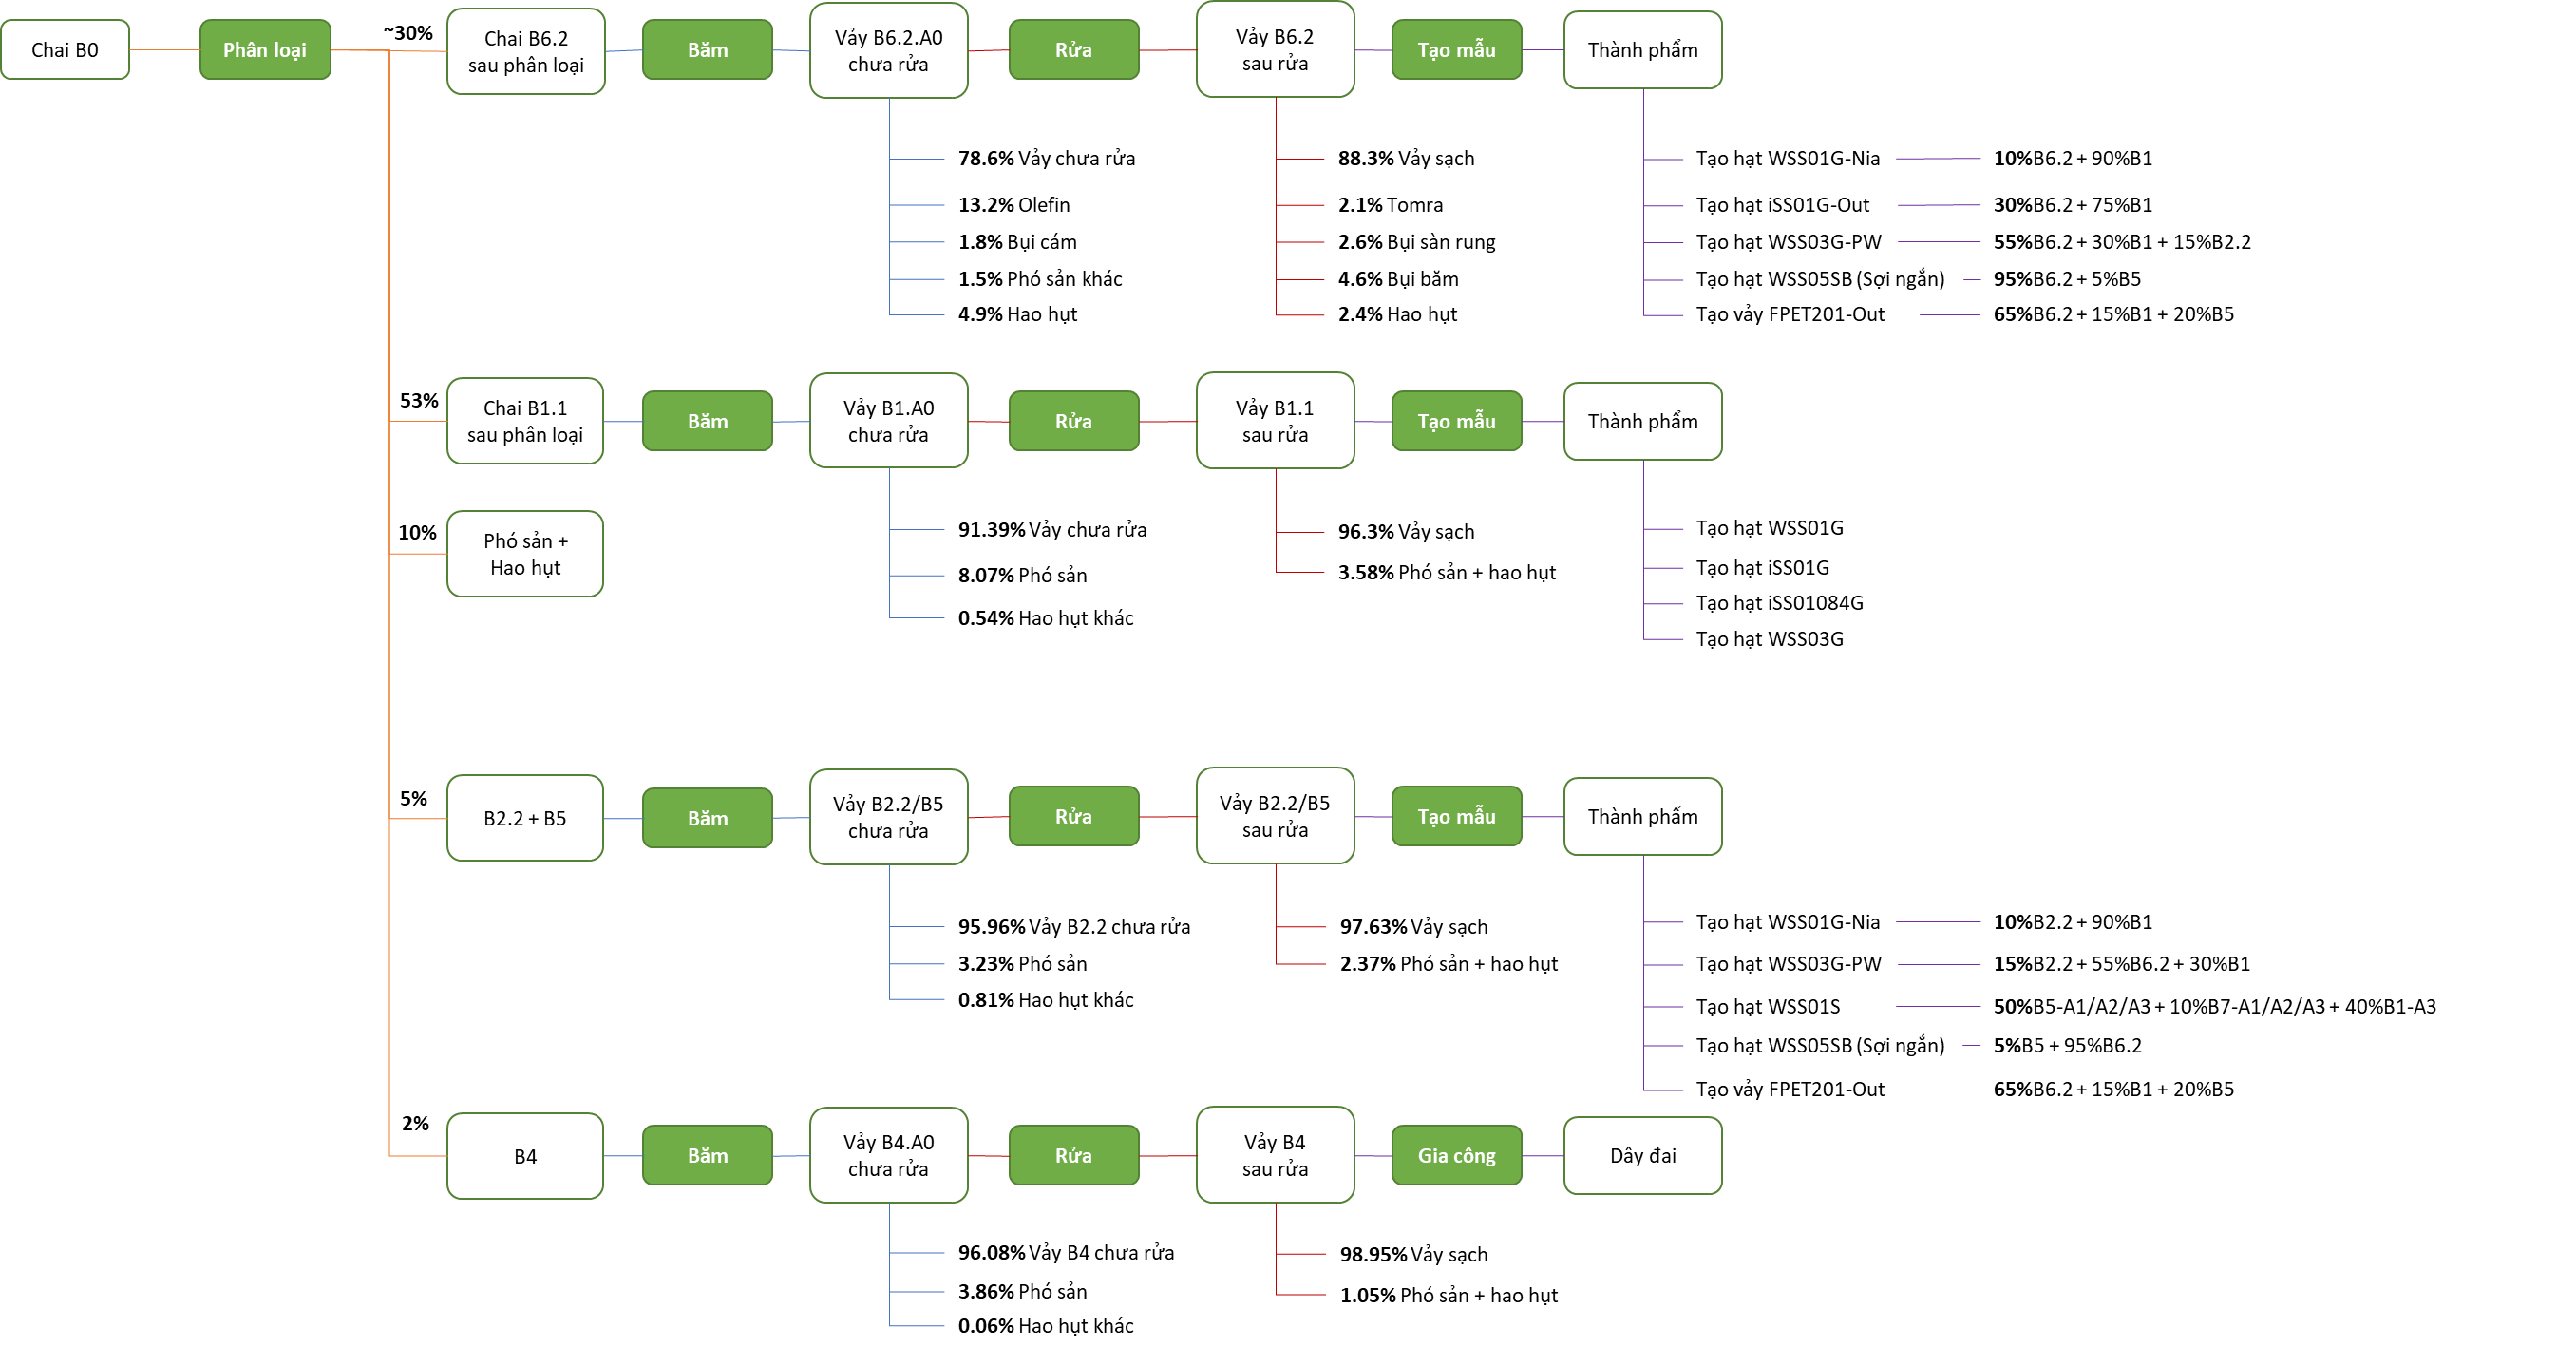 Chai B0
Phân loại
~30%
Chai B6.2
sau phân loại
Băm
Vảy B6.2.A0
chưa rửa
Rửa
Vảy B6.2
sau rửa
Tạo mẫu
Thành phẩm
78.6% Vảy chưa rửa
13.2% Olefin
1.8% Bụi cám
1.5% Phó sản khác
4.9% Hao hụt
88.3% Vảy sạch
2.1% Tomra
2.6% Bụi sàn rung
4.6% Bụi băm
2.4% Hao hụt
Tạo hạt WSS01G-Nia
10%B6.2 + 90%B1
Tạo hạt iSS01G-Out
30%B6.2 + 75%B1
Tạo hạt WSS03G-PW
55%B6.2 + 30%B1 + 15%B2.2
Tạo hạt WSS05SB (Sợi ngắn)
95%B6.2 + 5%B5
Tạo vảy FPET201-Out
65%B6.2 + 15%B1 + 20%B5
53%
Chai B1.1
sau phân loại
Băm
Vảy B1.A0
chưa rửa
Rửa
Vảy B1.1
sau rửa
Tạo mẫu
Thành phẩm
91.39% Vảy chưa rửa
8.07% Phó sản
0.54% Hao hụt khác
96.3% Vảy sạch
3.58% Phó sản + hao hụt
Tạo hạt WSS01G
Tạo hạt iSS01G
Tạo hạt iSS01084G
Tạo hạt WSS03G
10%
Phó sản +
Hao hụt
5%
B2.2 + B5
Băm
Vảy B2.2/B5
chưa rửa
Rửa
Vảy B2.2/B5
sau rửa
Tạo mẫu
Thành phẩm
95.96% Vảy B2.2 chưa rửa
3.23% Phó sản
0.81% Hao hụt khác
97.63% Vảy sạch
2.37% Phó sản + hao hụt
Tạo hạt WSS01G-Nia
10%B2.2 + 90%B1
Tạo hạt WSS03G-PW
15%B2.2 + 55%B6.2 + 30%B1
Tạo hạt WSS01S
50%B5-A1/A2/A3 + 10%B7-A1/A2/A3 + 40%B1-A3
Tạo hạt WSS05SB (Sợi ngắn)
5%B5 + 95%B6.2
Tạo vảy FPET201-Out
65%B6.2 + 15%B1 + 20%B5
2%
B4
Băm
Vảy B4.A0
chưa rửa
Rửa
Vảy B4
sau rửa
Gia công
Dây đai
96.08% Vảy B4 chưa rửa
3.86% Phó sản
0.06% Hao hụt khác
98.95% Vảy sạch
1.05% Phó sản + hao hụt